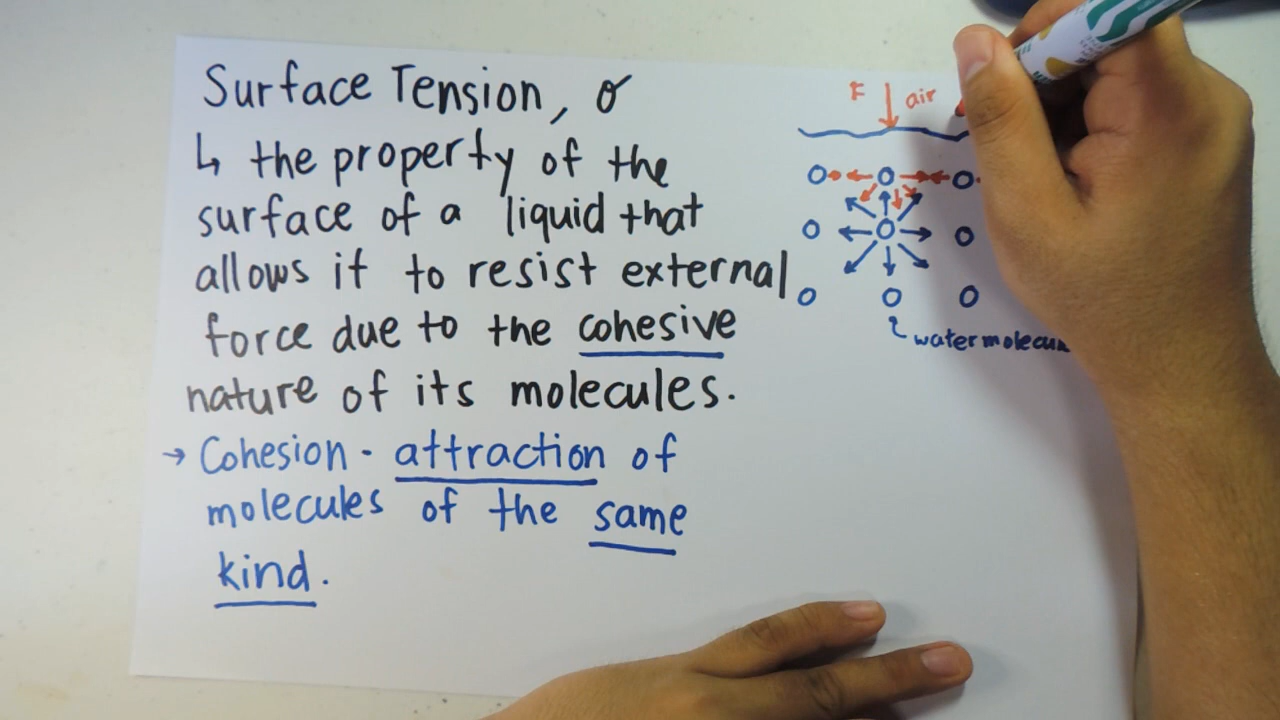 Surface Tension, σ
↳ the property of the
surface of a liquid that
allows it to resist external
force due to the cohesive
nature of its molecules.
→ Cohesion - attraction of
molecules of the same
kind.
F air
water